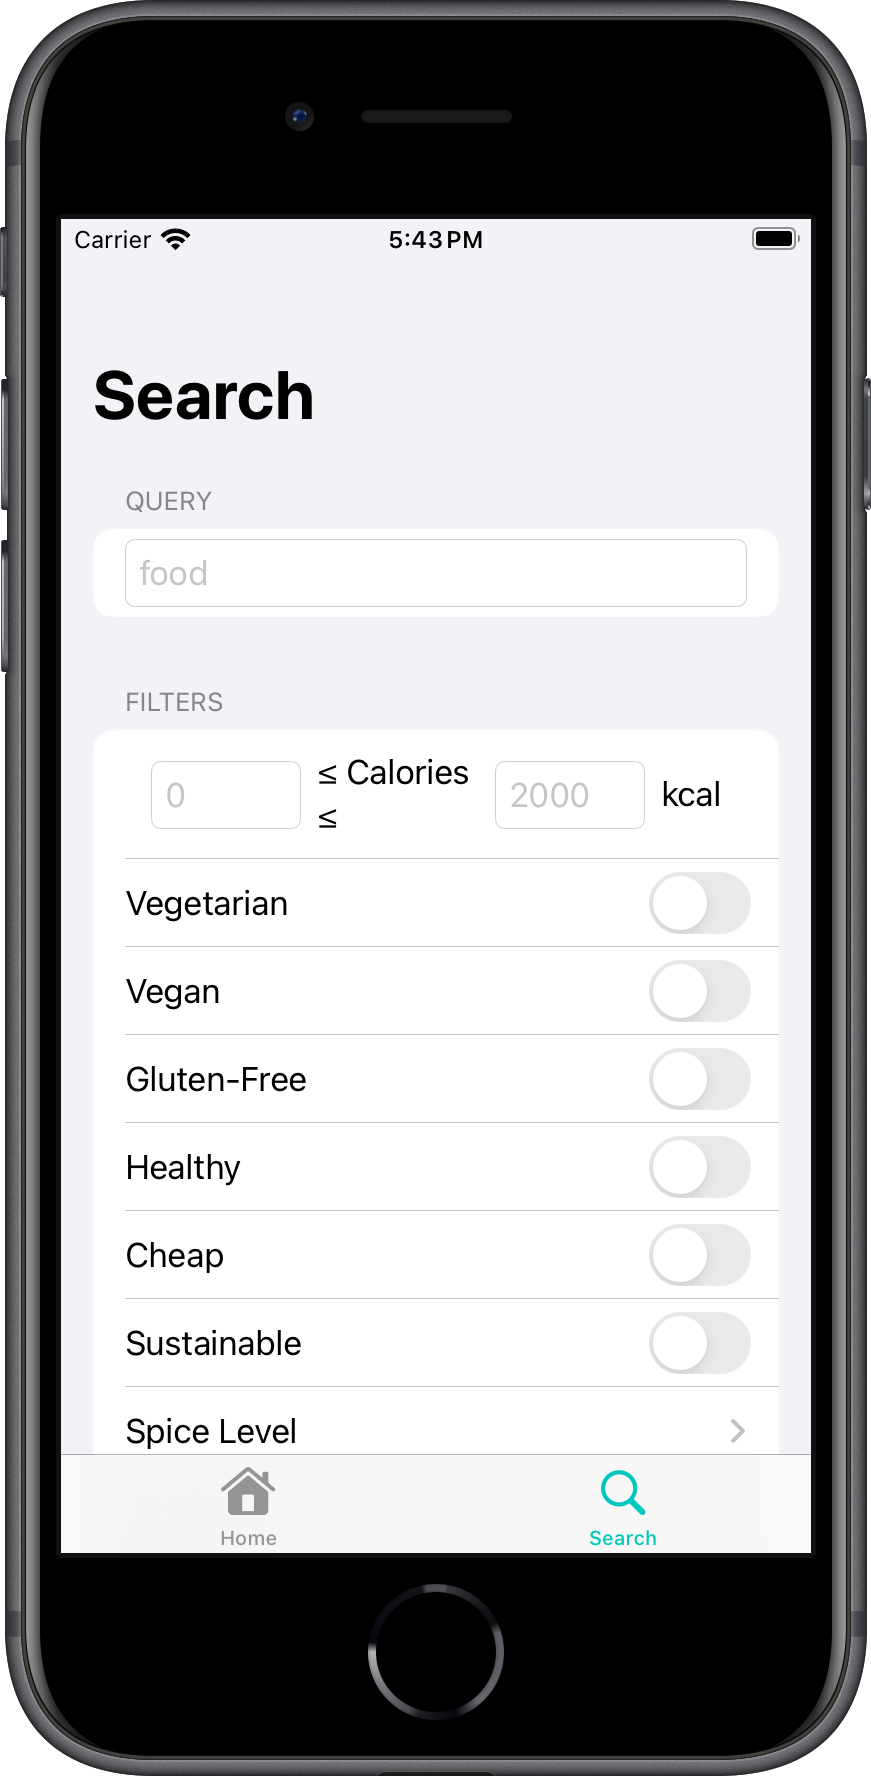 Carrier 5:43 PM
Search
QUERY
food
FILTERS
0 ≤ Calories ≤ 2000 kcal
Vegetarian
Vegan
Gluten-Free
Healthy
Cheap
Sustainable
Spice Level
Home Search